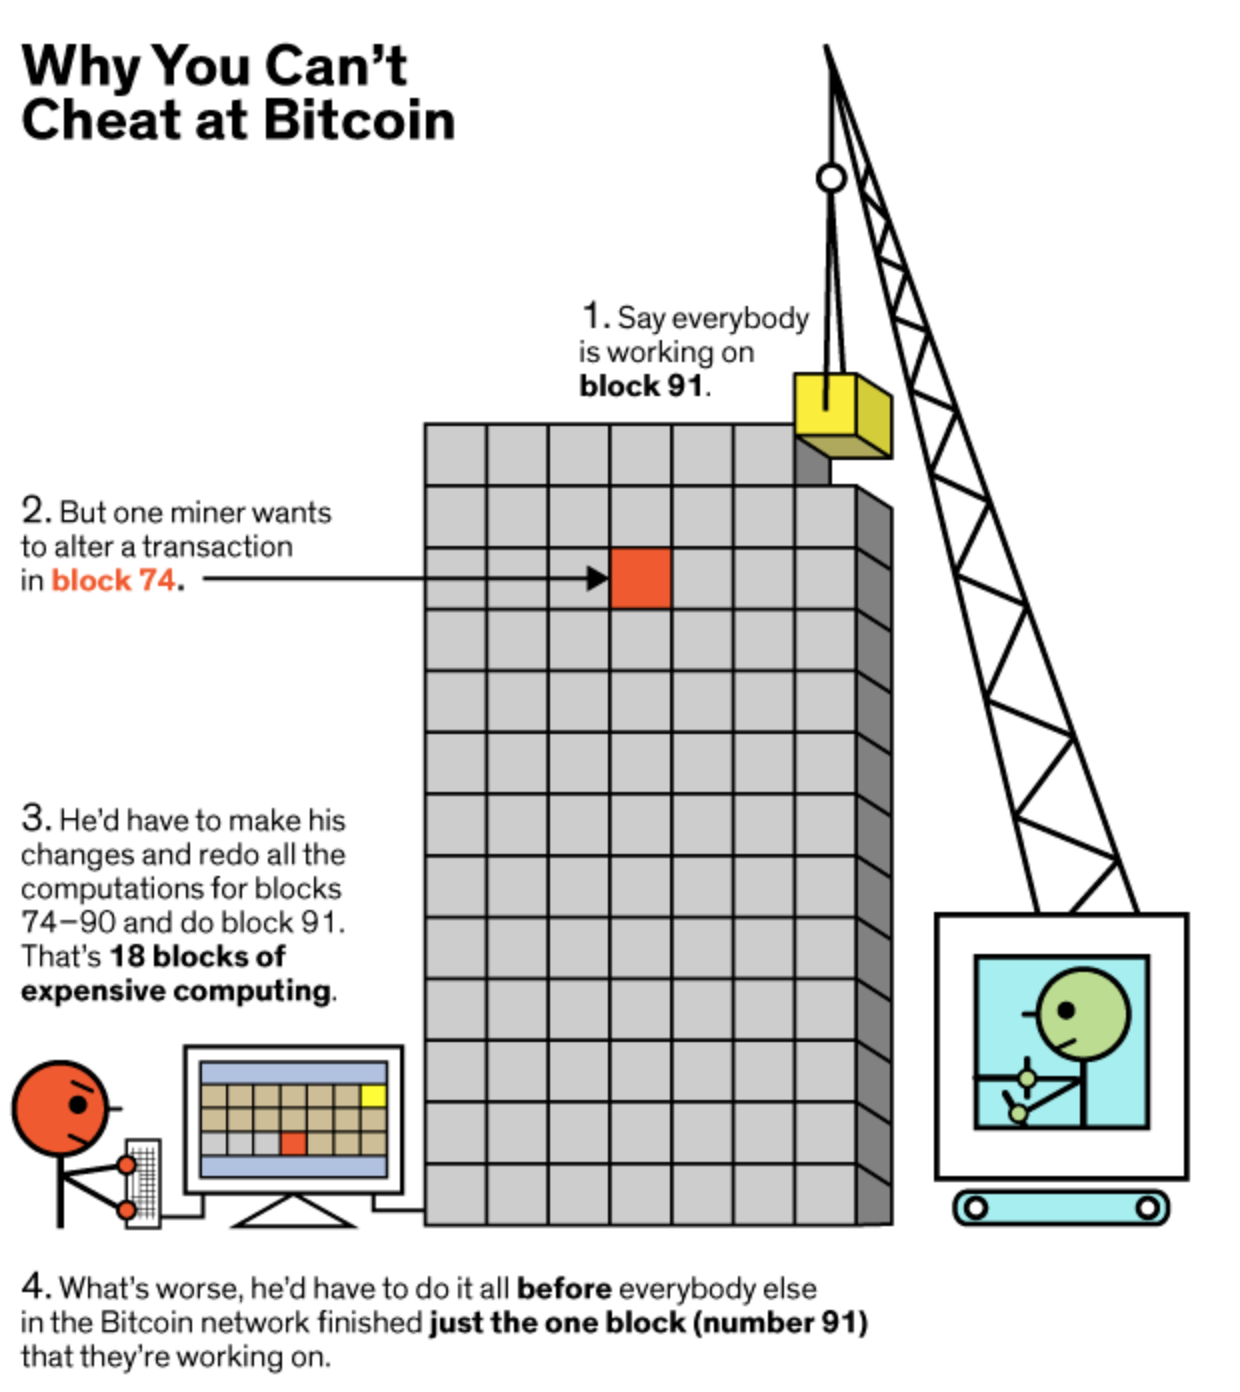 Why You Can’t
Cheat at Bitcoin
1. Say everybody
is working on
block 91.
2. But one miner wants
to alter a transaction
in block 74.
3. He’d have to make his
changes and redo all the
computations for blocks
74–90 and do block 91.
That’s 18 blocks of
expensive computing.
4. What’s worse, he’d have to do it all before everybody else
in the Bitcoin network finished just the one block (number 91)
that they’re working on.